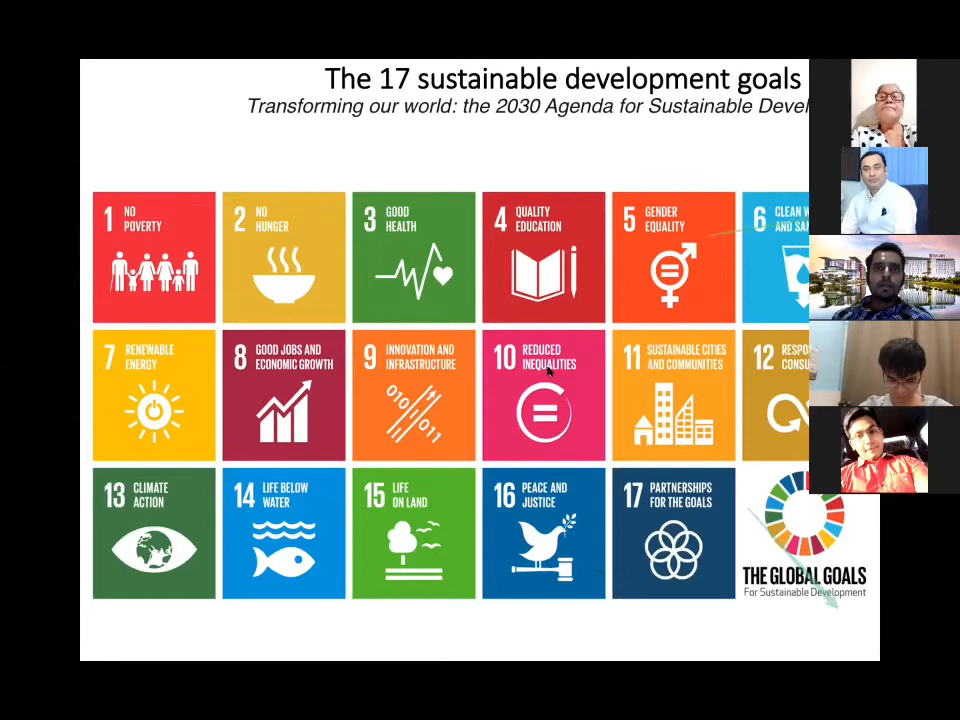 The 17 sustainable development goals
Transforming our world: the 2030 Agenda for Sustainable
1 NO
POVERTY
2 NO
HUNGER
3 GOOD
HEALTH
4 QUALITY
EDUCATION
5 GENDER
EQUALITY
6 CLEAN
AND
7 RENEWABLE
ENERGY
8 GOOD JOBS AND
ECONOMIC GROWTH
9 INNOVATION AND
INFRASTRUCTURE
010
011
10 REDUCED
INEQUALITIES
11 SUSTAINABLE CITIES
AND COMMUNITIES
12
13 CLIMATE
ACTION
14 LIFE BELOW
WATER
15 LIFE
ON LAND
16 PEACE AND
JUSTICE
17 PARTNERSHIPS
FOR THE GOALS
THE GLOBAL GOALS
For Sustainable Development